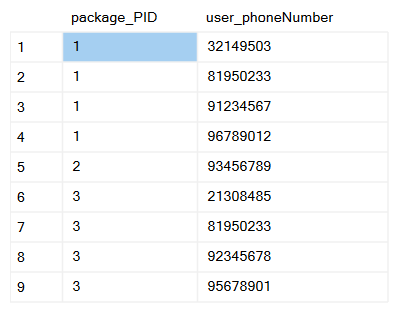 package_PID user_phoneNumber
1 1 32149503
2 1 81950233
3 1 91234567
4 1 96789012
5 2 93456789
6 3 21308485
7 3 81950233
8 3 92345678
9 3 95678901